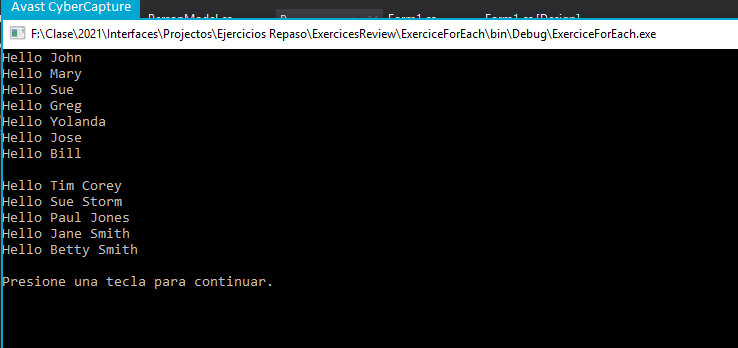 Avast CyberCapture
PersonModel.cs
Form1.cs
Form1.cs [Design]
F:\Clase\2021\Interfaces\Projectos\Ejercicios Repaso\ExercicesReview\ExerciceForEach\bin\Debug\ExerciceForEach.exe
Hello John
Hello Mary
Hello Sue
Hello Greg
Hello Yolanda
Hello Jose
Hello Bill
Hello Tim Corey
Hello Sue Storm
Hello Paul Jones
Hello Jane Smith
Hello Betty Smith
Presione una tecla para continuar.